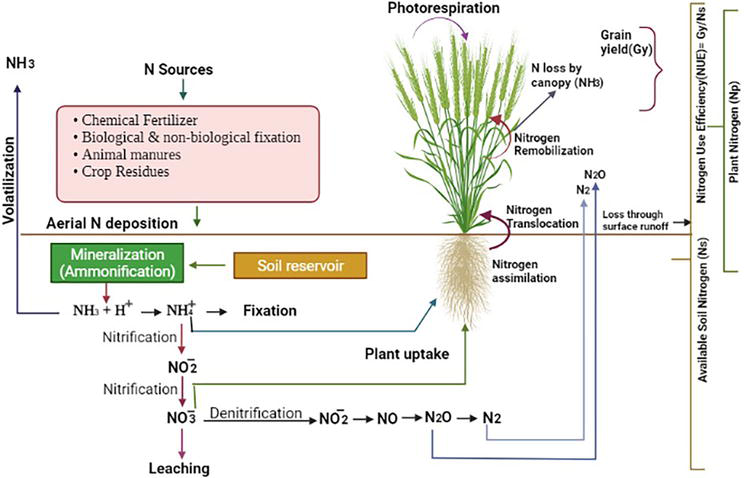 Photorespiration
NH3
N Sources
Grain
yield(Gy)
N loss by
canopy (NH3)
• Chemical Fertilizer
• Biological & non-biological fixation
• Animal manures
• Crop Residues
Nitrogen
Remobilization
Volatilization
N2O
N2
Aerial N deposition
Nitrogen
Translocation
Loss through
surface runoff
Mineralization
(Ammonification)
Soil reservoir
Nitrogen
assimilation
NH3 + H+
NH4+
Fixation
Nitrification
Plant uptake
NO2-
Nitrification
NO3-
Denitrification
NO2-
NO
N2O
N2
Leaching
Nitrogen Use Efficiency(NUE)= Gy/Ns
Plant Nitrogen (Np)
Available Soil Nitrogen (Ns)